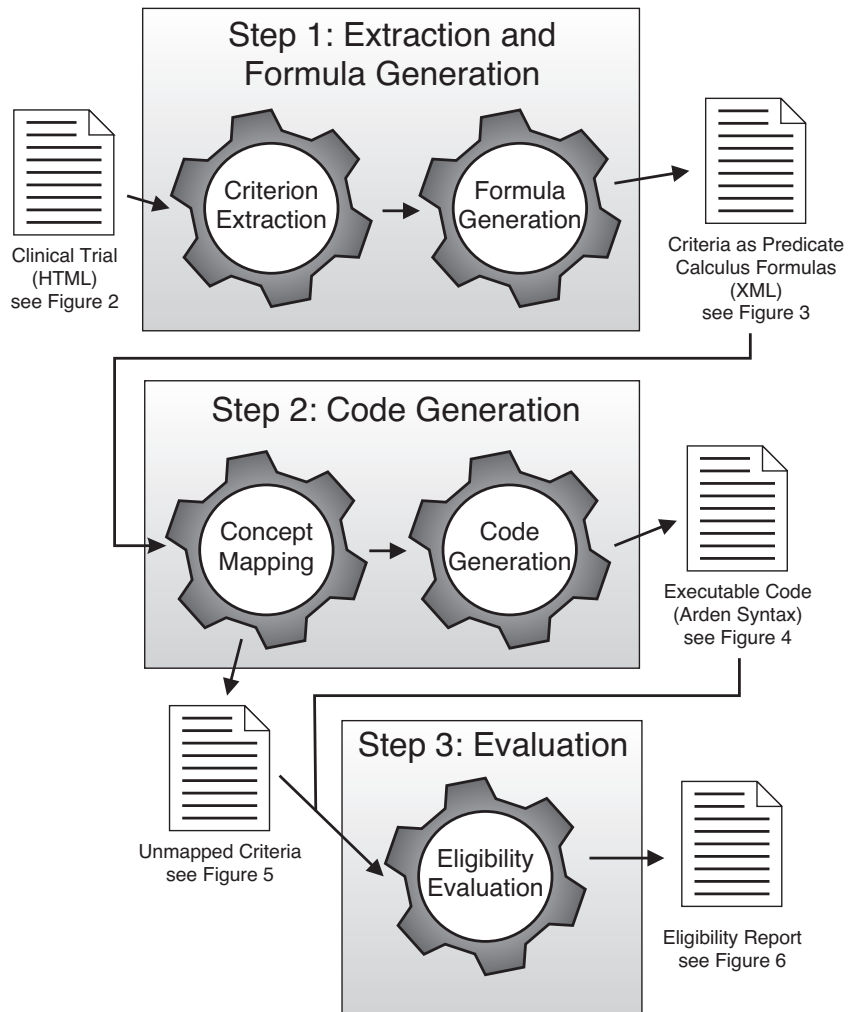 Step 1: Extraction and
Formula Generation
Criterion
Extraction
Formula
Generation
Clinical Trial
(HTML)
see Figure 2
Criteria as Predicate
Calculus Formulas
(XML)
see Figure 3
Step 2: Code Generation
Concept
Mapping
Code
Generation
Executable Code
(Arden Syntax)
see Figure 4
Unmapped Criteria
see Figure 5
Step 3: Evaluation
Eligibility
Evaluation
Eligibility Report
see Figure 6